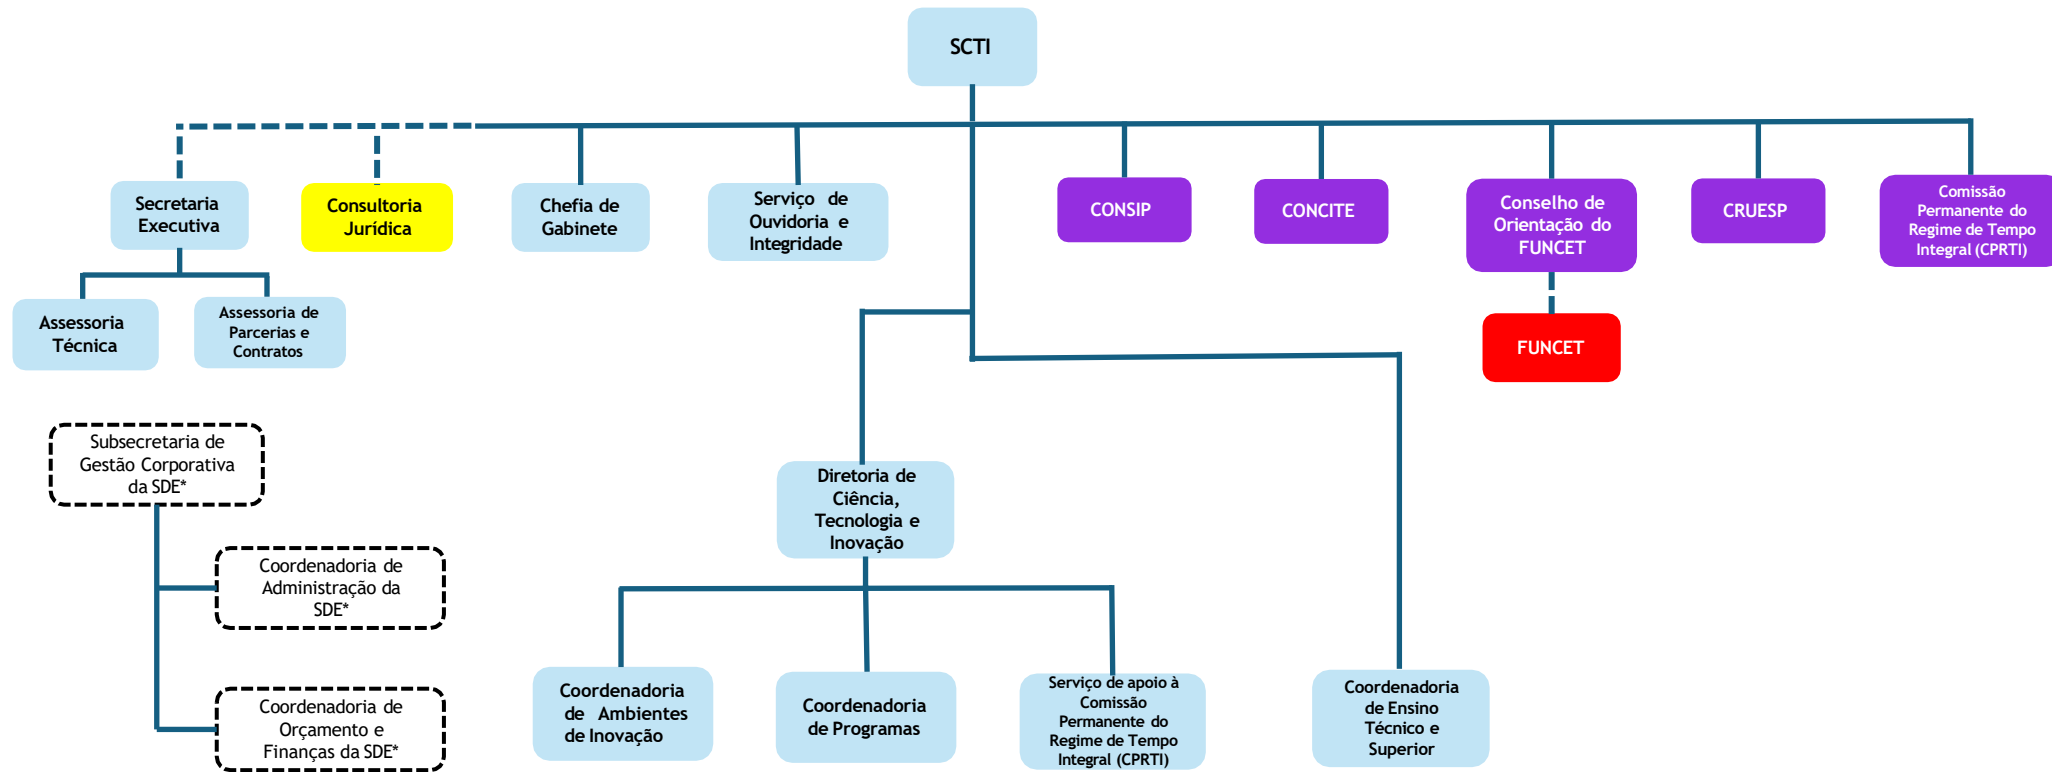 SCTI
Secretaria
Executiva
Consultoria
Jurídica
Chefia de
Gabinete
Serviço de
Ouvidoria e
Integridade
CONSIP
CONCITE
Conselho de
Orientação do
FUNCET
CRUESP
Comissão
Permanente do
Regime de Tempo
Integral (CPRTI)
Assessoria
Técnica
Assessoria de
Parcerias e
Contratos
FUNCET
Subsecretaria de
Gestão Corporativa
da SDE*
Coordenadoria de
Administração da
SDE*
Coordenadoria de
Orçamento e
Finanças da SDE*
Diretoria de
Ciência,
Tecnologia e
Inovação
Coordenadoria
de Ambientes
de Inovação
Coordenadoria
de Programas
Serviço de apoio à
Comissão
Permanente do
Regime de Tempo
Integral (CPRTI)
Coordenadoria
de Ensino
Técnico e
Superior